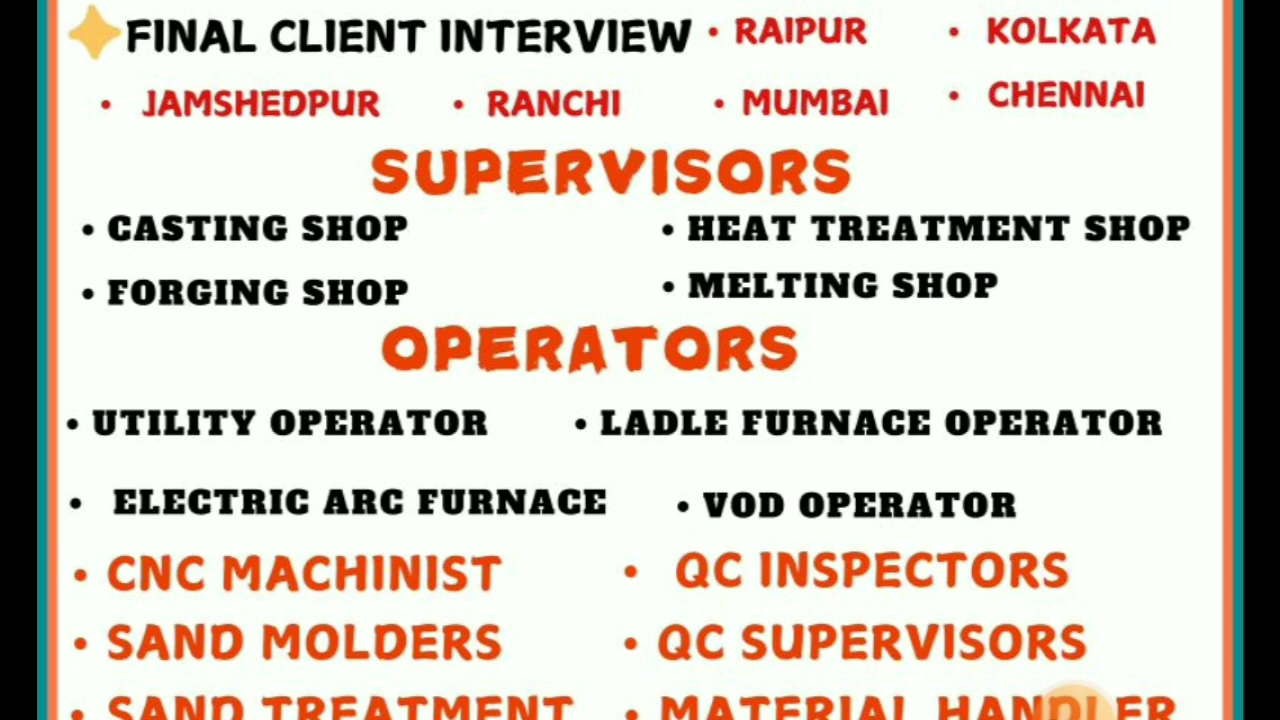 FINAL CLIENT INTERVIEW • RAIPUR • KOLKATA
• JAMSHEDPUR • RANCHI • MUMBAI • CHENNAI
SUPERVISORS
• CASTING SHOP • HEAT TREATMENT SHOP
• FORGING SHOP • MELTING SHOP
OPERATORS
• UTILITY OPERATOR • LADLE FURNACE OPERATOR
• ELECTRIC ARC FURNACE • VOD OPERATOR
• CNC MACHINIST • QC INSPECTORS
• SAND MOLDERS • QC SUPERVISORS
• SAND TREATMENT • MATERIAL HANDLER